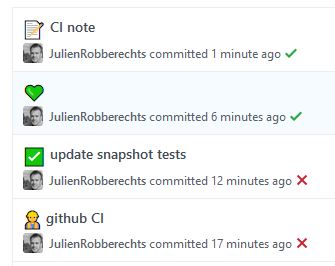 CI note
JulienRobberechts committed 1 minute ago
JulienRobberechts committed 6 minutes ago
update snapshot tests
JulienRobberechts committed 12 minutes ago
github CI
JulienRobberechts committed 17 minutes ago